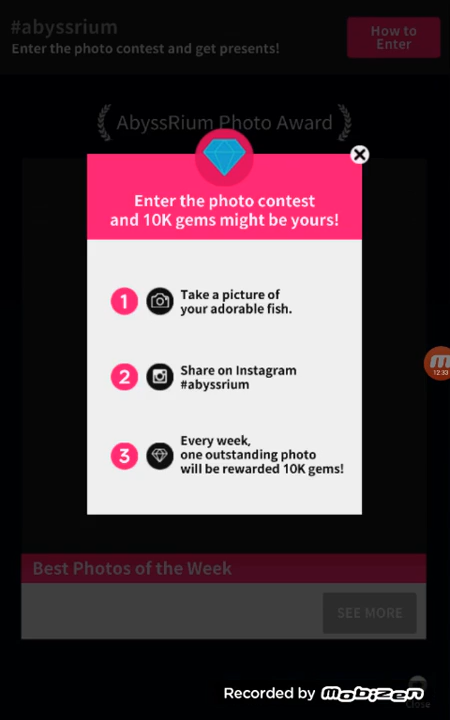 #abyssrium
Enter the photo contest and get presents!
How to
Enter
AbyssRium Photo Award
Enter the photo contest
and 10K gems might be yours!
1
Take a picture of
your adorable fish.
2
Share on Instagram
#abyssrium
3
Every week,
one outstanding photo
will be rewarded 10K gems!
12:33
Best Photos of the Week
SEE MORE
Close
Recorded by Mobizen